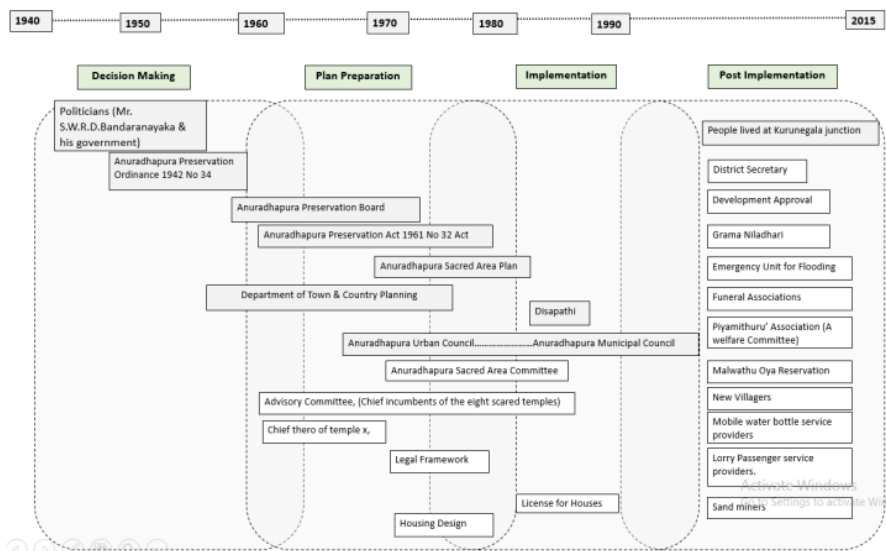 1940
1950
1960
1970
1980
1990
2015
Decision Making
Plan Preparation
Implementation
Post Implementation
Politicians (Mr.
S.W.R.D.Bandaranayaka &
his government)
Anuradhapura Preservation
Ordinance 1942 No 34
Anuradhapura Preservation Board
Anuradhapura Preservation Act 1961 No 32 Act
Anuradhapura Sacred Area Plan
Department of Town & Country Planning
Disapathi
Anuradhapura Urban Council........................Anuradhapura Municipal Council
Anuradhapura Sacred Area Committee
Advisory Committee, (Chief incumbents of the eight scared temples)
Chief thero of temple x,
Legal Framework
License for Houses
Housing Design
People lived at Kurunegala junction
District Secretary
Development Approval
Grama Niladhari
Emergency Unit for Flooding
Funeral Associations
Piyamithuru’ Association (A
welfare Committee)
Malwathu Oya Reservation
New Villagers
Mobile water bottle service
providers
Lorry Passenger service
providers.
Sand miners
Activate Windows
Go to Settings to activate Wi